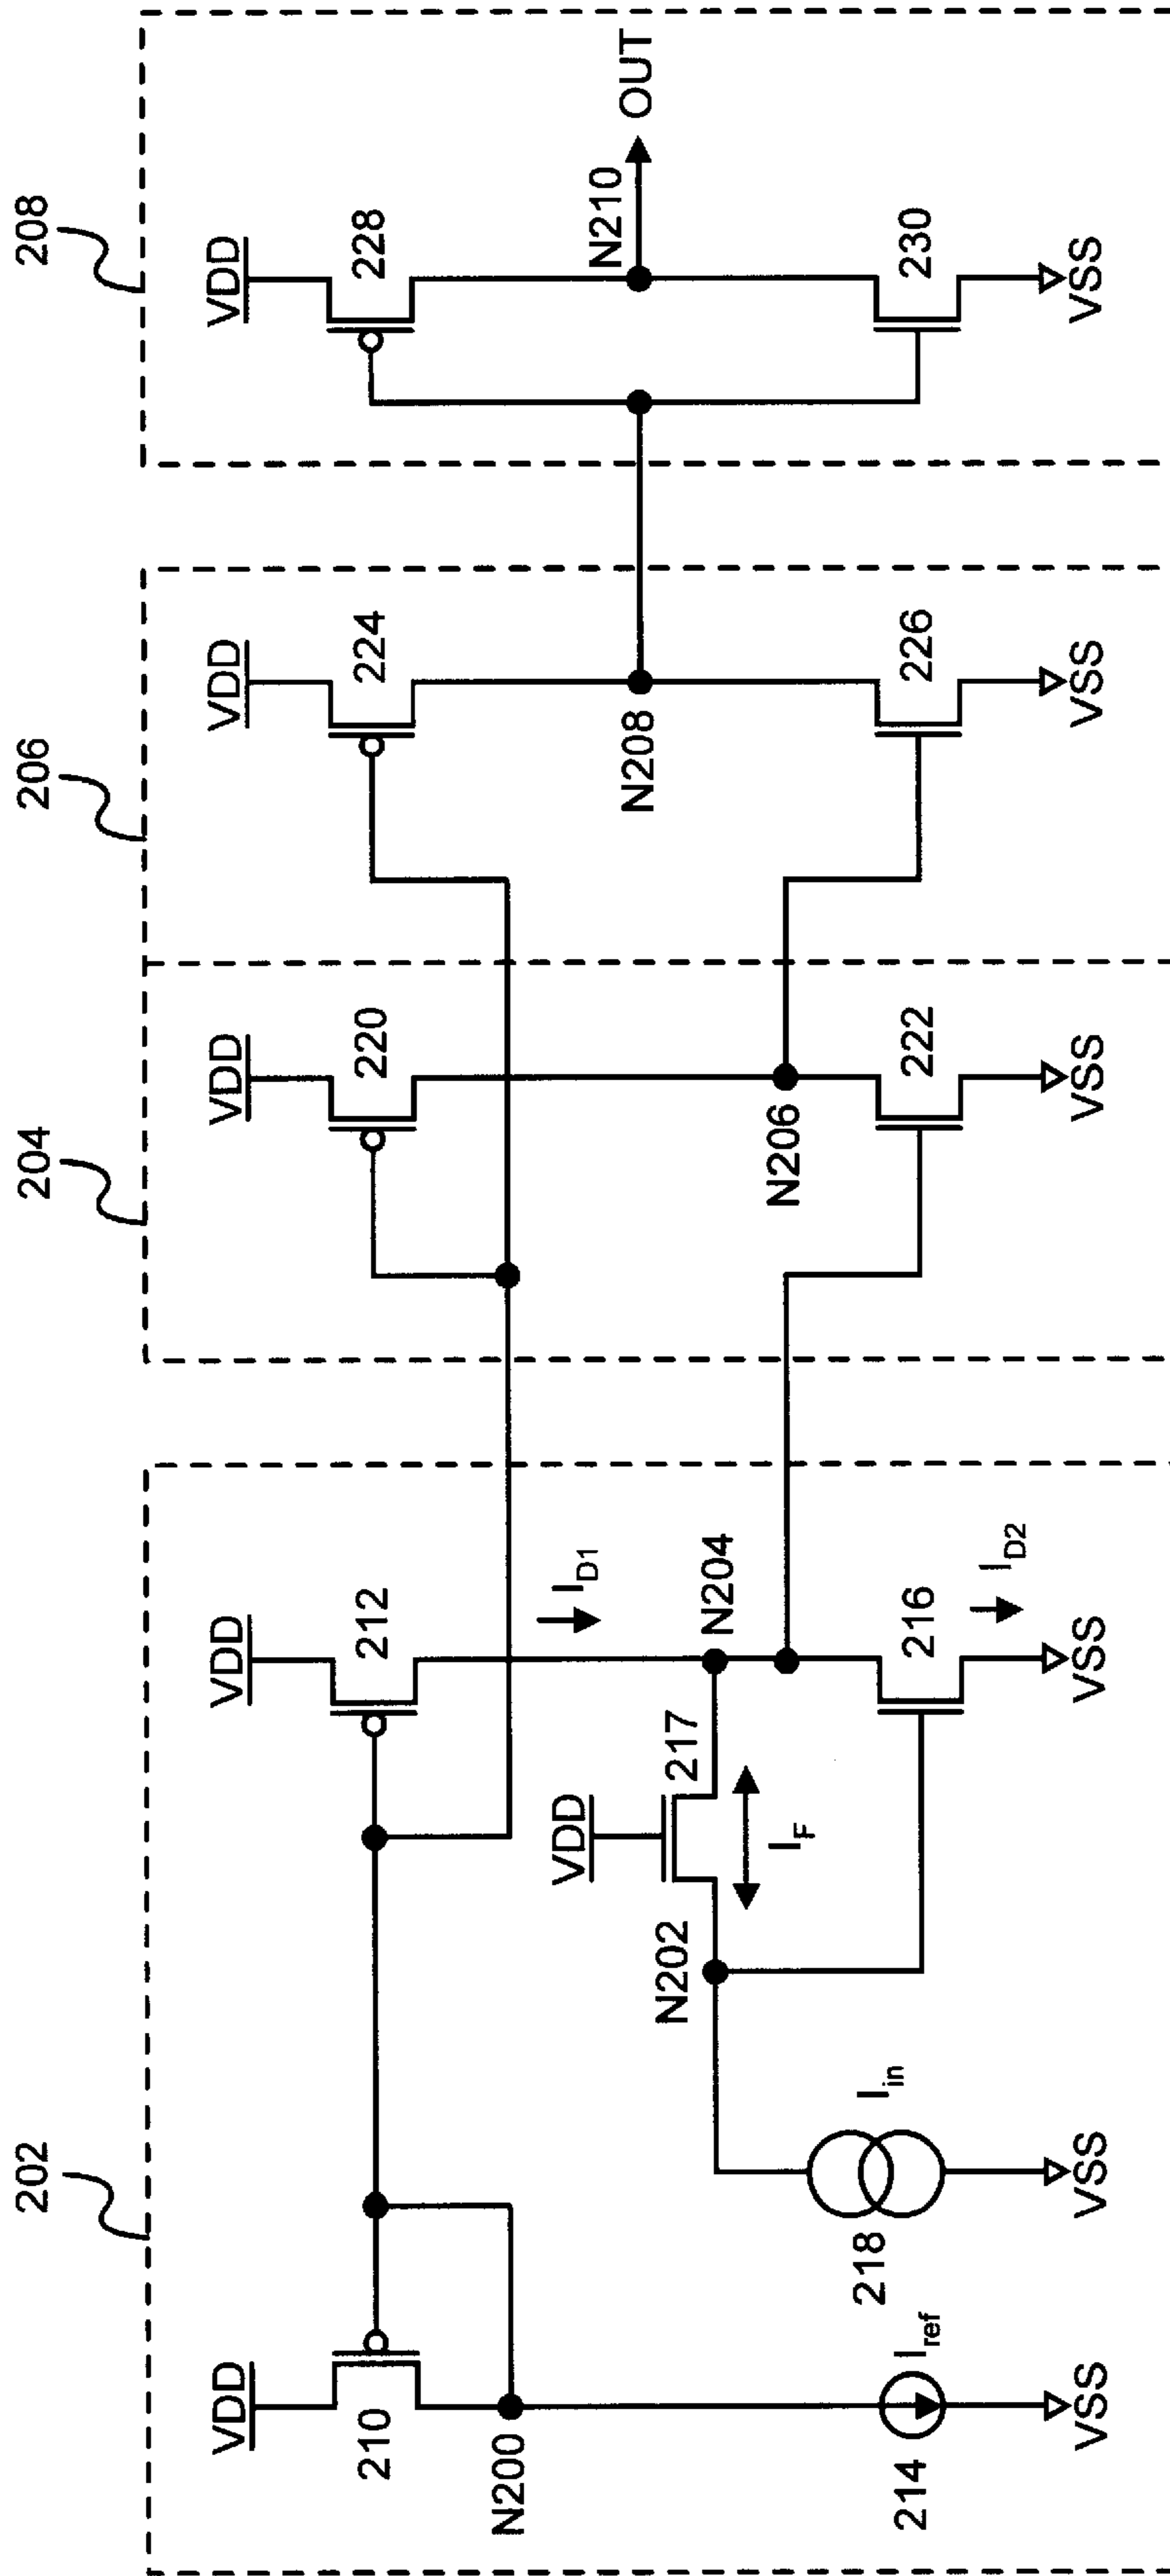 202
204
206
208
VDD
VDD
VDD
VDD
VDD
210
212
220
224
228
N200
I_D1
VDD
217
N204
N202
I_F
N206
N208
N210
OUT
214
I_ref
218
I_in
216
I_D2
222
226
230
VSS
VSS
VSS
VSS
VSS
VSS